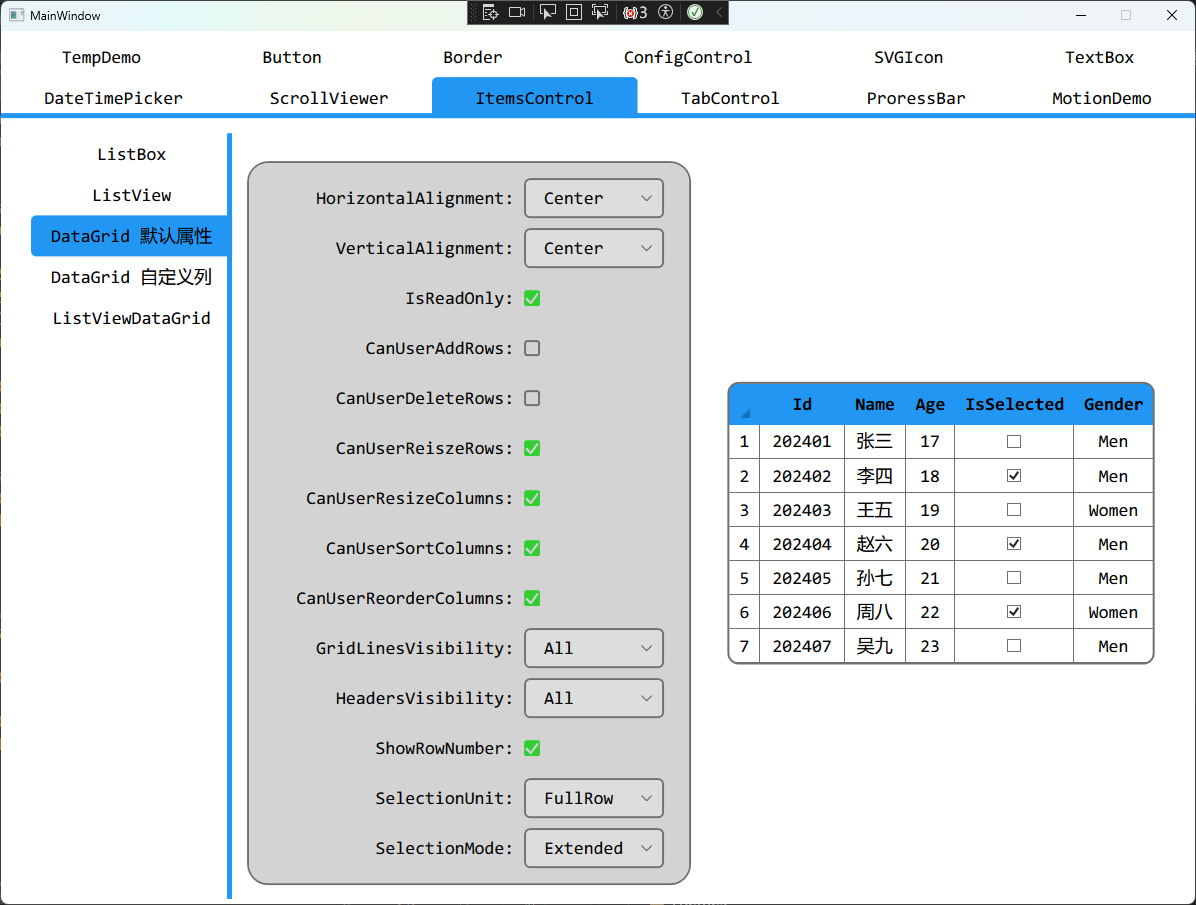 MainWindow
3
TempDemo Button Border ConfigControl SVGIcon TextBox
DateTimePicker ScrollViewer ItemsControl TabControl ProressBar MotionDemo
ListBox
ListView
DataGrid 默认属性
DataGrid 自定义列
ListViewDataGrid
HorizontalAlignment: Center
VerticalAlignment: Center
IsReadOnly:
CanUserAddRows:
CanUserDeleteRows:
CanUserReiszeRows:
CanUserResizeColumns:
CanUserSortColumns:
CanUserReorderColumns:
GridLinesVisibility: All
HeadersVisibility: All
ShowRowNumber:
SelectionUnit: FullRow
SelectionMode: Extended
Id Name Age IsSelected Gender
1 202401 张三 17 Men
2 202402 李四 18 Men
3 202403 王五 19 Women
4 202404 赵六 20 Men
5 202405 孙七 21 Men
6 202406 周八 22 Women
7 202407 吴九 23 Men